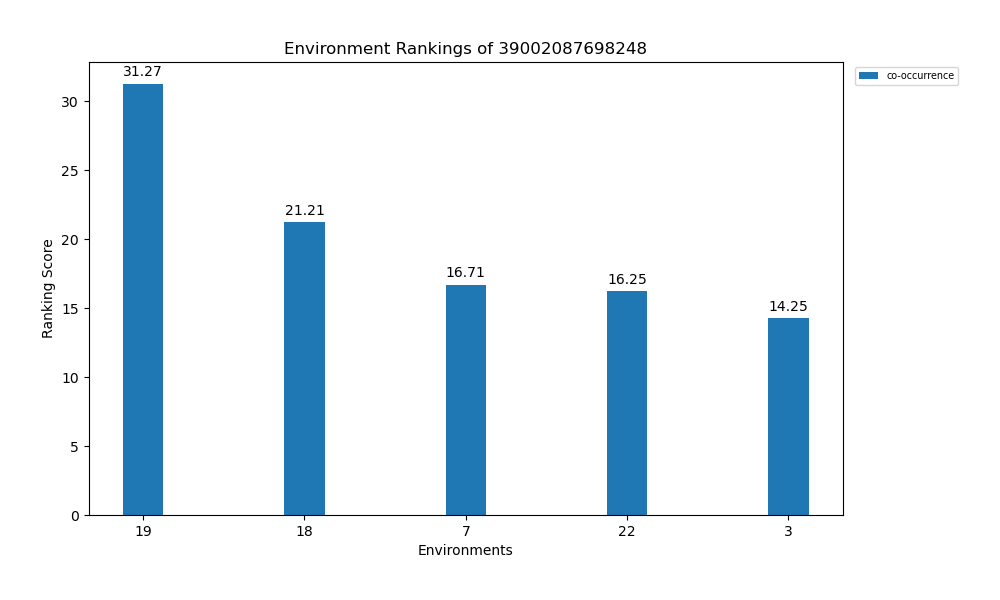 Environment Rankings of 39002087698248
co-occurrence
31.27
21.21
16.71
16.25
14.25
Ranking Score
30
25
20
15
10
5
0
19 18 7 22 3
Environments